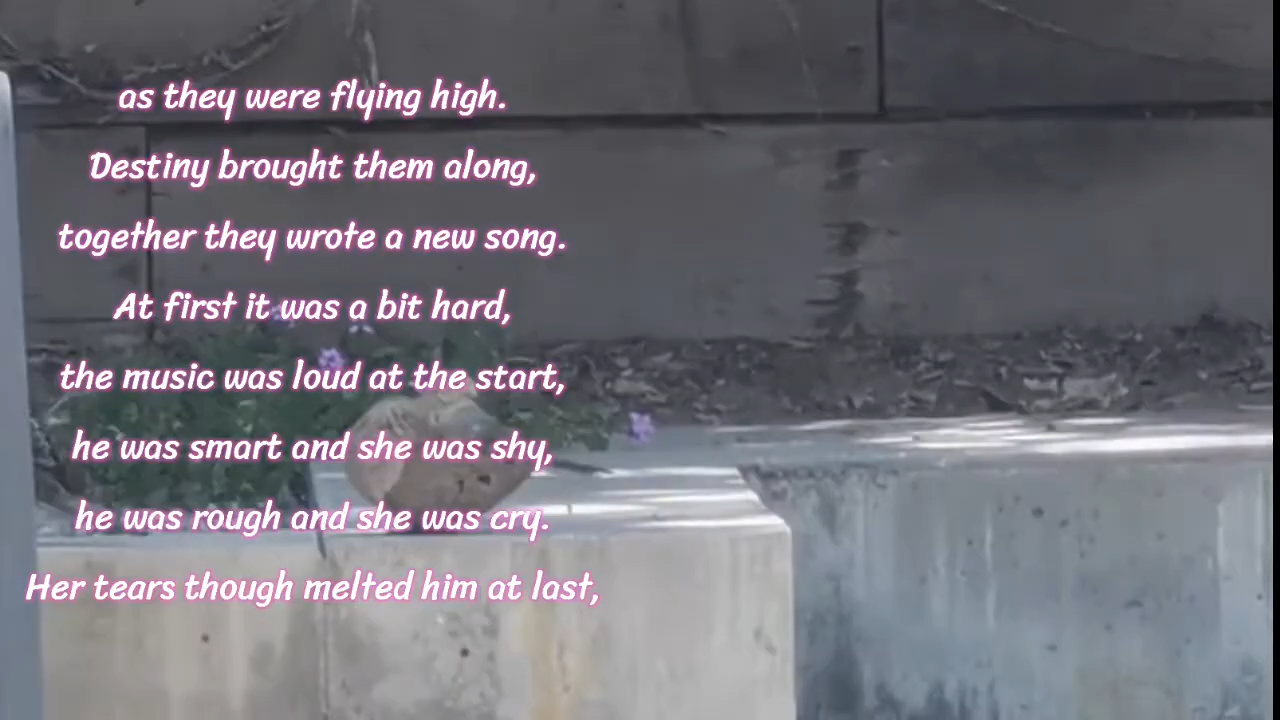 as they were flying high.
Destiny brought them along,
together they wrote a new song.
At first it was a bit hard,
the music was loud at the start,
he was smart and she was shy,
he was rough and she was cry.
Her tears though melted him at last,